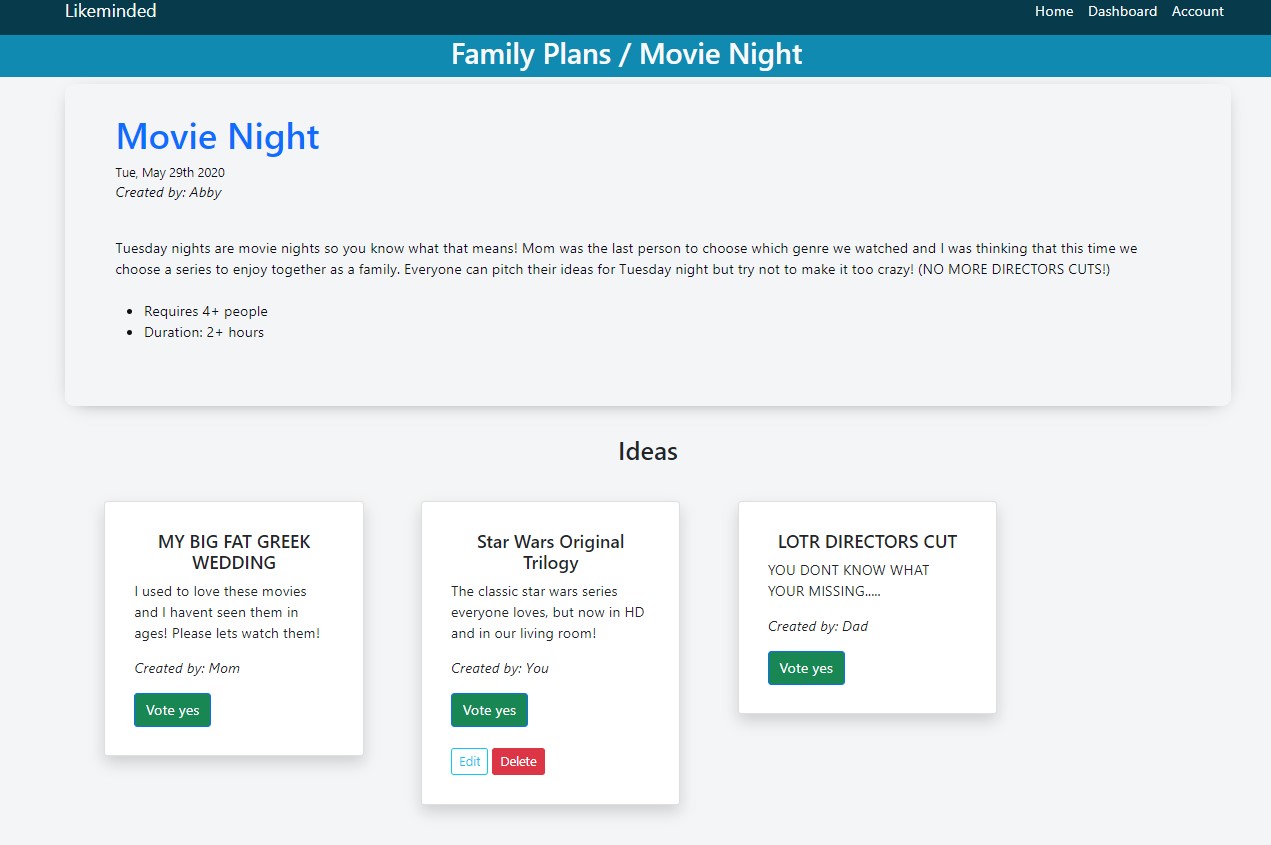 Likeminded
Home Dashboard Account
Family Plans / Movie Night
Movie Night
Tue, May 29th 2020
Created by: Abby
Tuesday nights are movie nights so you know what that means! Mom was the last person to choose which genre we watched and I was thinking that this time we
choose a series to enjoy together as a family. Everyone can pitch their ideas for Tuesday night but try not to make it too crazy! (NO MORE DIRECTORS CUTS!)
• Requires 4+ people
• Duration: 2+ hours
Ideas
MY BIG FAT GREEK
WEDDING
I used to love these movies
and I havent seen them in
ages! Please lets watch them!
Created by: Mom
Vote yes
Star Wars Original
Trilogy
The classic star wars series
everyone loves, but now in HD
and in our living room!
Created by: You
Vote yes
Edit Delete
LOTR DIRECTORS CUT
YOU DONT KNOW WHAT
YOUR MISSING.....
Created by: Dad
Vote yes